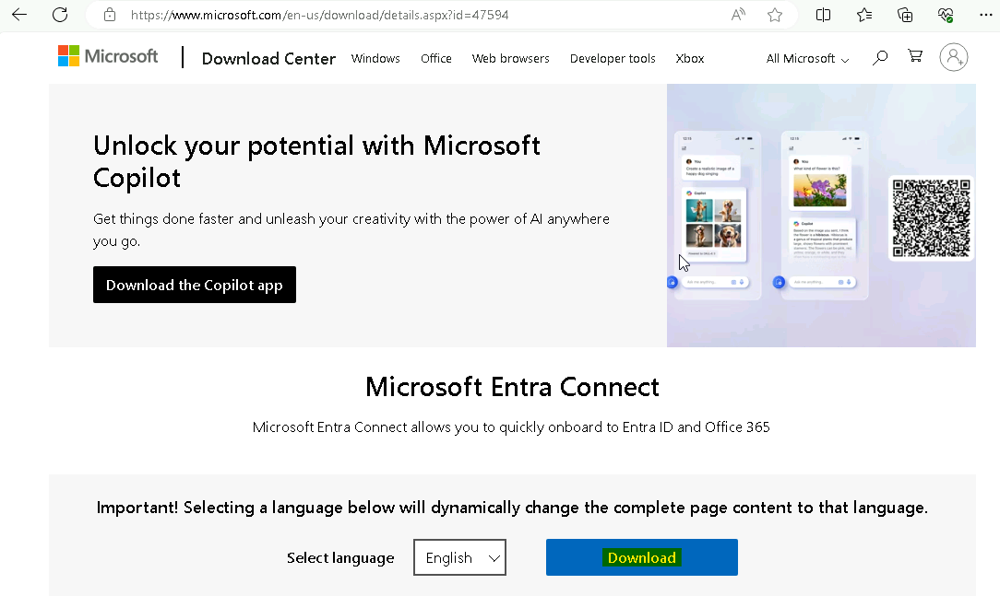 https://www.microsoft.com/en-us/download/details.aspx?id=47594
Microsoft | Download Center Windows Office Web browsers Developer tools Xbox All Microsoft
Unlock your potential with Microsoft
Copilot
Get things done faster and unleash your creativity with the power of AI anywhere
you go.
Download the Copilot app
You
Create a realistic image of a
happy dog singing
Copilot
Ask me anything...
You
What kind of flower is this?
Copilot
Ask me anything...
Microsoft Entra Connect
Microsoft Entra Connect allows you to quickly onboard to Entra ID and Office 365
Important! Selecting a language below will dynamically change the complete page content to that language.
Select language English Download